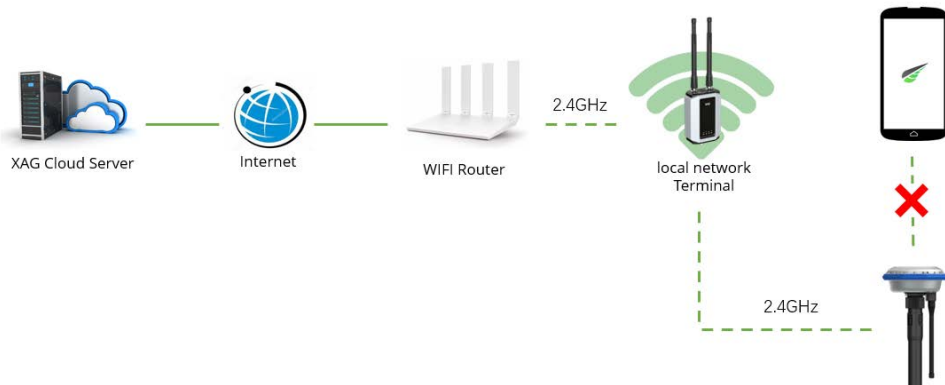 XAG Cloud Server
Internet
WIFI Router
2.4GHz
local network
Terminal
2.4GHz